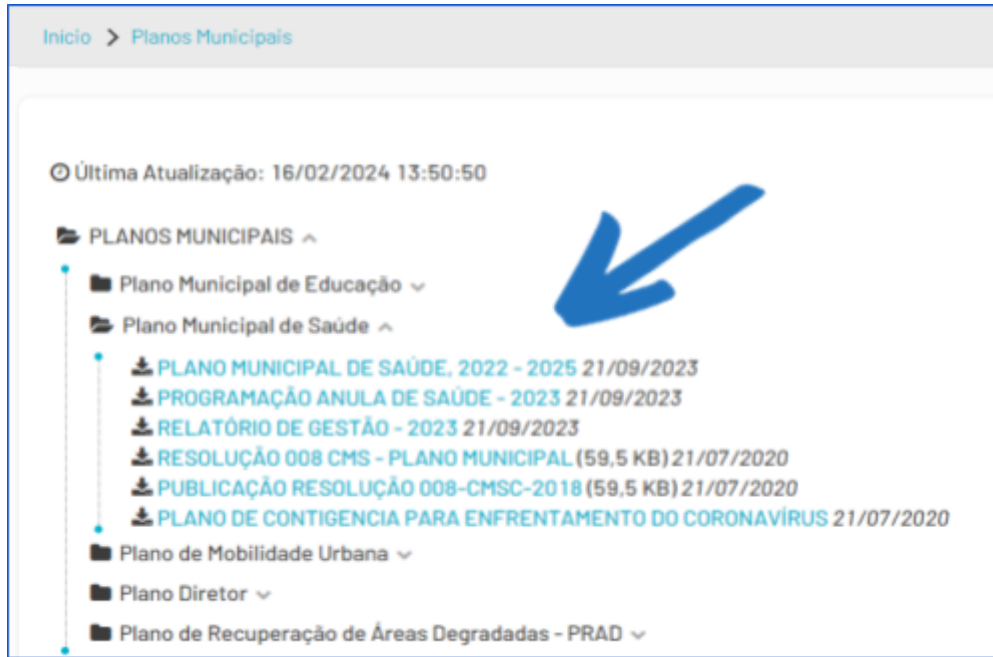 Início > Planos Municipais
Última Atualização: 16/02/2024 13:50:50
PLANOS MUNICIPAIS
Plano Municipal de Educação
Plano Municipal de Saúde
PLANO MUNICIPAL DE SAÚDE, 2022 - 2025 21/09/2023
PROGRAMAÇÃO ANULA DE SAÚDE - 2023 21/09/2023
RELATÓRIO DE GESTÃO - 2023 21/09/2023
RESOLUÇÃO 008 CMS - PLANO MUNICIPAL (59,5 KB) 21/07/2020
PUBLICAÇÃO RESOLUÇÃO 008-CMSC-2018 (59,5 KB) 21/07/2020
PLANO DE CONTIGENCIA PARA ENFRENTAMENTO DO CORONAVÍRUS 21/07/2020
Plano de Mobilidade Urbana
Plano Diretor
Plano de Recuperação de Áreas Degradadas - PRAD